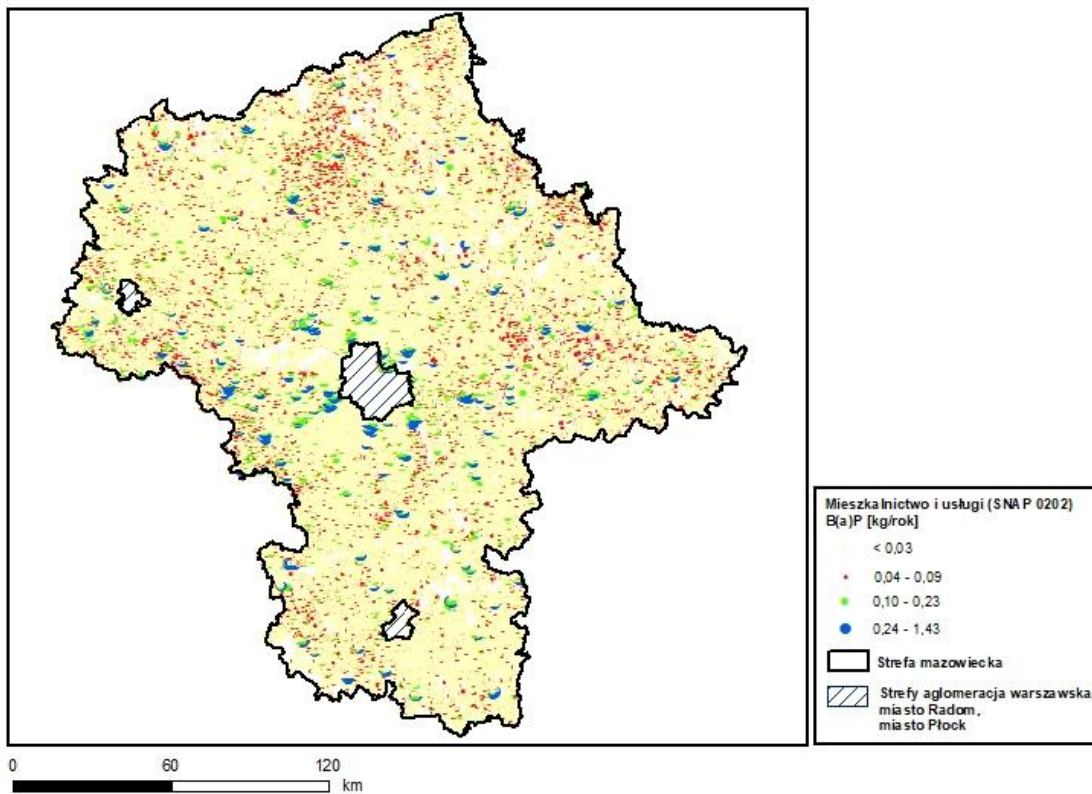 Mieszkalnictwo i usługi (SNAP 0202)
B(a)P [kg/rok]
< 0,03
0,04 - 0,09
0,10 - 0,23
0,24 - 1,43
Strefa mazowiecka
Strefy aglomeracja warszawska,
miasto Radom,
miasto Płock
0 60 120
km